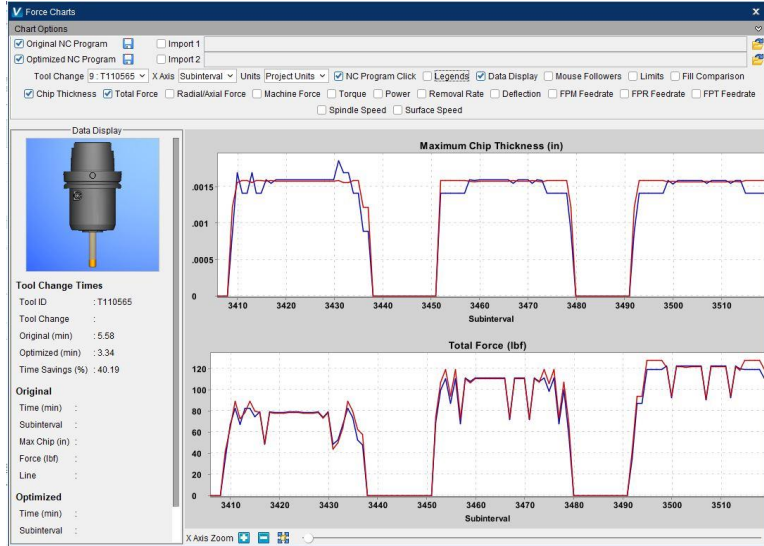 Force Charts
Chart Options
Original NC Program Import 1
Optimized NC Program Import 2
Tool Change 9 : T110565 X Axis Subinterval Units Project Units NC Program Click Legends Data Display Mouse Followers Limits Fill Comparison
Chip Thickness Total Force Radial/Axial Force Machine Force Torque Power Removal Rate Deflection FPM Feedrate FPR Feedrate FPT Feedrate
Spindle Speed Surface Speed
Data Display
Tool Change Times
Tool ID : T110565
Tool Change :
Original (min) : 5.58
Optimized (min) : 3.34
Time Savings (%) : 40.19
Original
Time (min) :
Subinterval :
Max Chip (in) :
Force (lbf) :
Line :
Optimized
Time (min) :
Subinterval :
Maximum Chip Thickness (in)
.0015
.001
.0005
0
3410 3420 3430 3440 3450 3460 3470 3480 3490 3500 3510
Subinterval
Total Force (lbf)
120
100
80
60
40
20
0
3410 3420 3430 3440 3450 3460 3470 3480 3490 3500 3510
Subinterval
X Axis Zoom